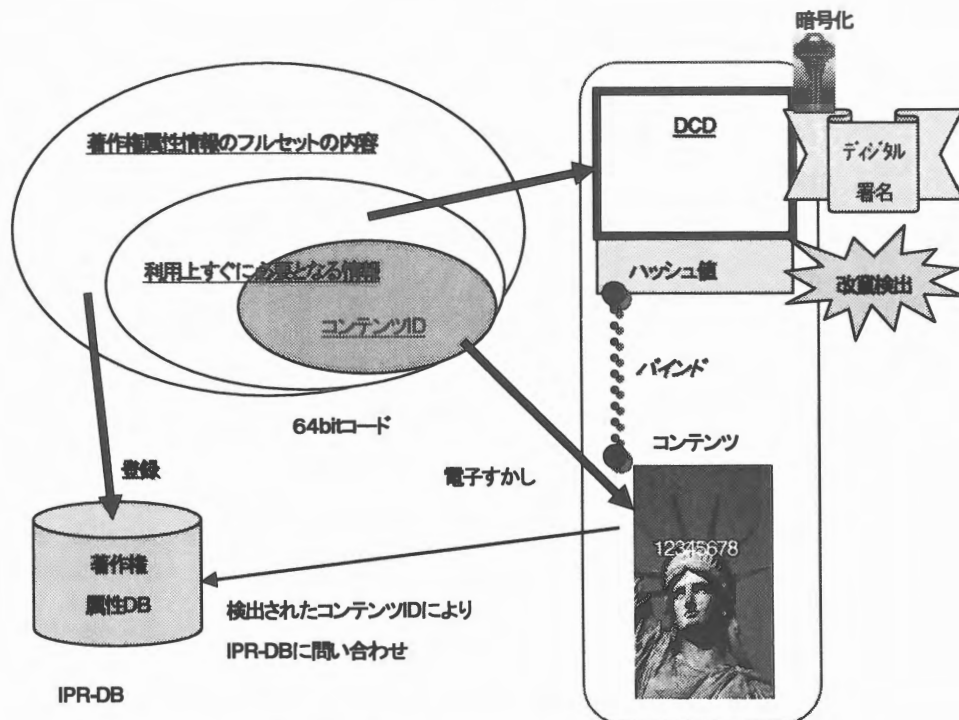 暗号化
著作権属性情報のフルセットの内容
DCD
ディジタル
署名
利用上すぐに必要となる情報
ハッシュ値
改竄検出
コンテンツID
バインド
64bitコード
コンテンツ
登録
電子すかし
12345678
著作権
属性DB
検出されたコンテンツIDにより
IPR-DBに問い合わせ
IPR-DB